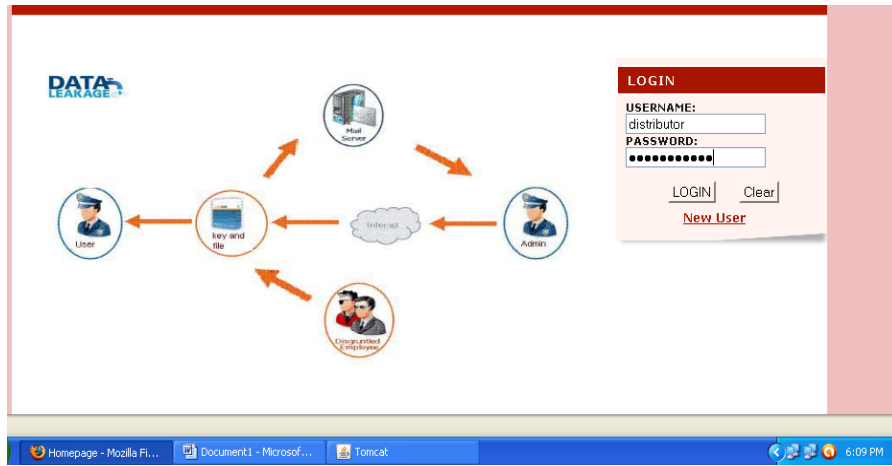 DATA
LEAKAGE
Mail
Server
User
key and
file
Internet
Admin
Disgruntled
Employee
LOGIN
USERNAME:
distributor
PASSWORD:
●●●●●●●●●●●
LOGIN Clear
New User
Homepage - Mozilla Fi... Document1 - Microsof... Tomcat 6:09 PM